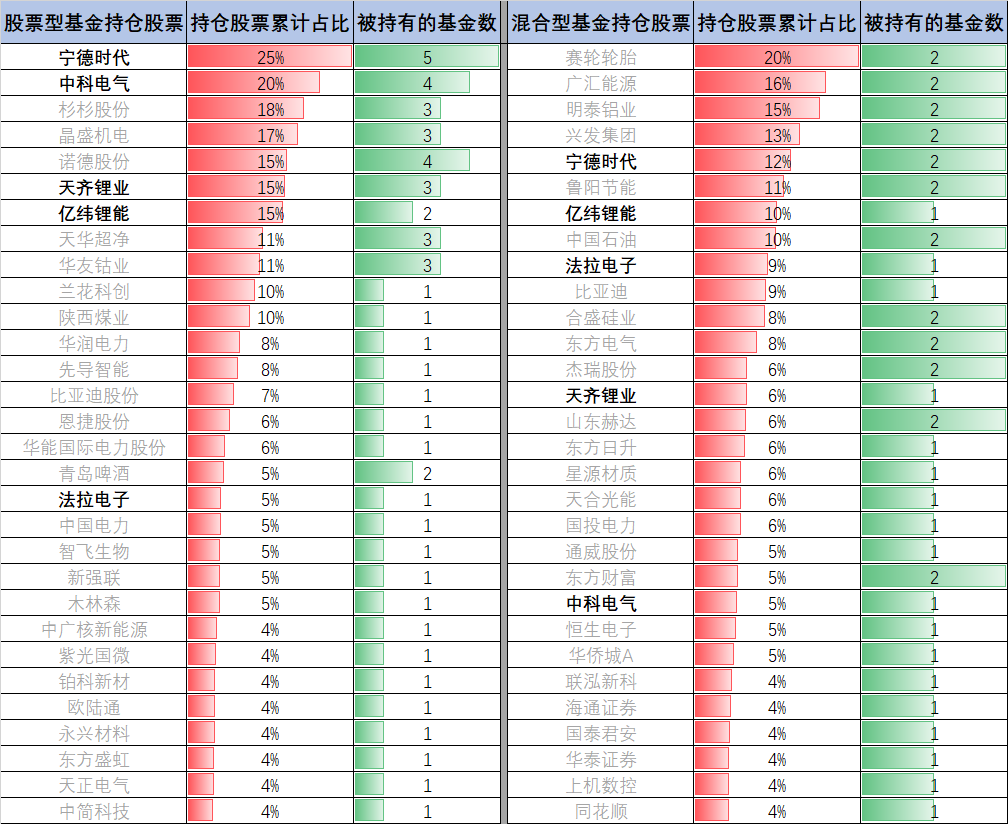 股票型基金持仓股票 持仓股票累计占比 被持有的基金数 混合型基金持仓股票 持仓股票累计占比 被持有的基金数
宁德时代 25% 5 赛轮轮胎 20% 2
中科电气 20% 4 广汇能源 16% 2
杉杉股份 18% 3 明泰铝业 15% 2
晶盛机电 17% 3 兴发集团 13% 2
诺德股份 15% 4 宁德时代 12% 2
天齐锂业 15% 3 鲁阳节能 11% 2
亿纬锂能 15% 2 亿纬锂能 10% 1
天华超净 11% 3 中国石油 10% 2
华友钴业 11% 3 法拉电子 9% 1
兰花科创 10% 1 比亚迪 9% 1
陕西煤业 10% 1 合盛硅业 8% 2
华润电力 8% 1 东方电气 8% 2
先导智能 8% 1 杰瑞股份 6% 2
比亚迪股份 7% 1 天齐锂业 6% 1
恩捷股份 6% 1 山东赫达 6% 2
华能国际电力股份 6% 1 东方日升 6% 1
青岛啤酒 5% 2 星源材质 6% 1
法拉电子 5% 1 天合光能 6% 1
中国电力 5% 1 国投电力 6% 1
智飞生物 5% 1 通威股份 5% 1
新强联 5% 1 东方财富 5% 2
木林森 5% 1 中科电气 5% 1
中广核新能源 4% 1 恒生电子 5% 1
紫光国微 4% 1 华侨城A 5% 1
铂科新材 4% 1 联泓新科 4% 1
欧陆通 4% 1 海通证券 4% 1
永兴材料 4% 1 国泰君安 4% 1
东方盛虹 4% 1 华泰证券 4% 1
天正电气 4% 1 上机数控 4% 1
中简科技 4% 1 同花顺 4% 1